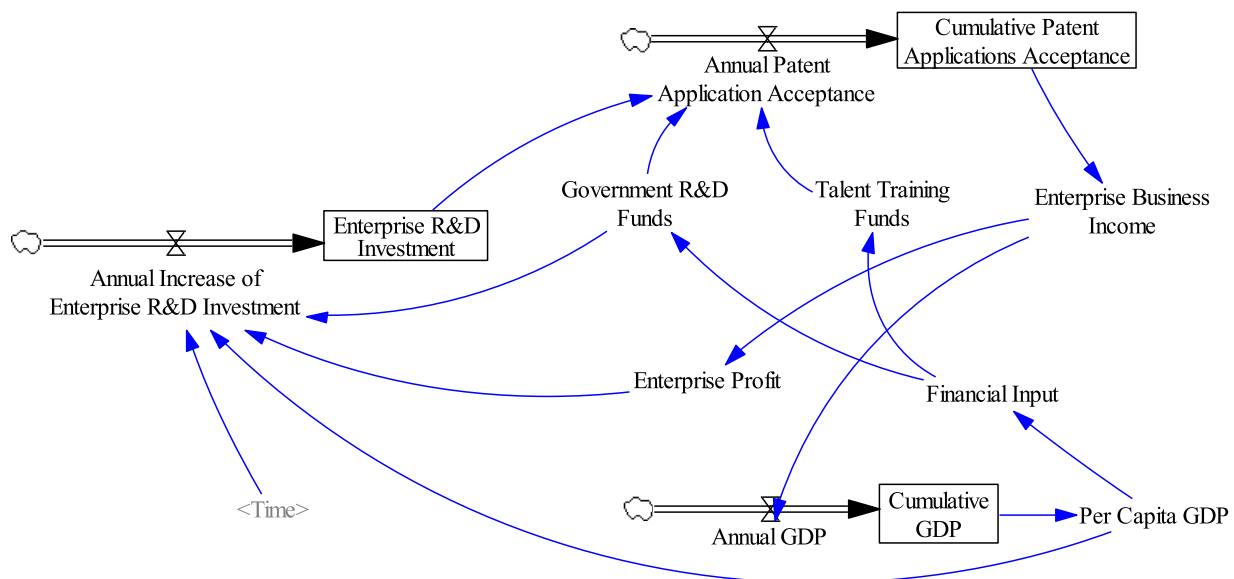 Cumulative Patent
Applications Acceptance
Annual Patent
Application Acceptance
Government R&D
Funds
Talent Training
Funds
Enterprise Business
Income
Enterprise R&D
Investment
Annual Increase of
Enterprise R&D Investment
Enterprise Profit
Financial Input
<Time>
Cumulative
GDP
Annual GDP
Per Capita GDP